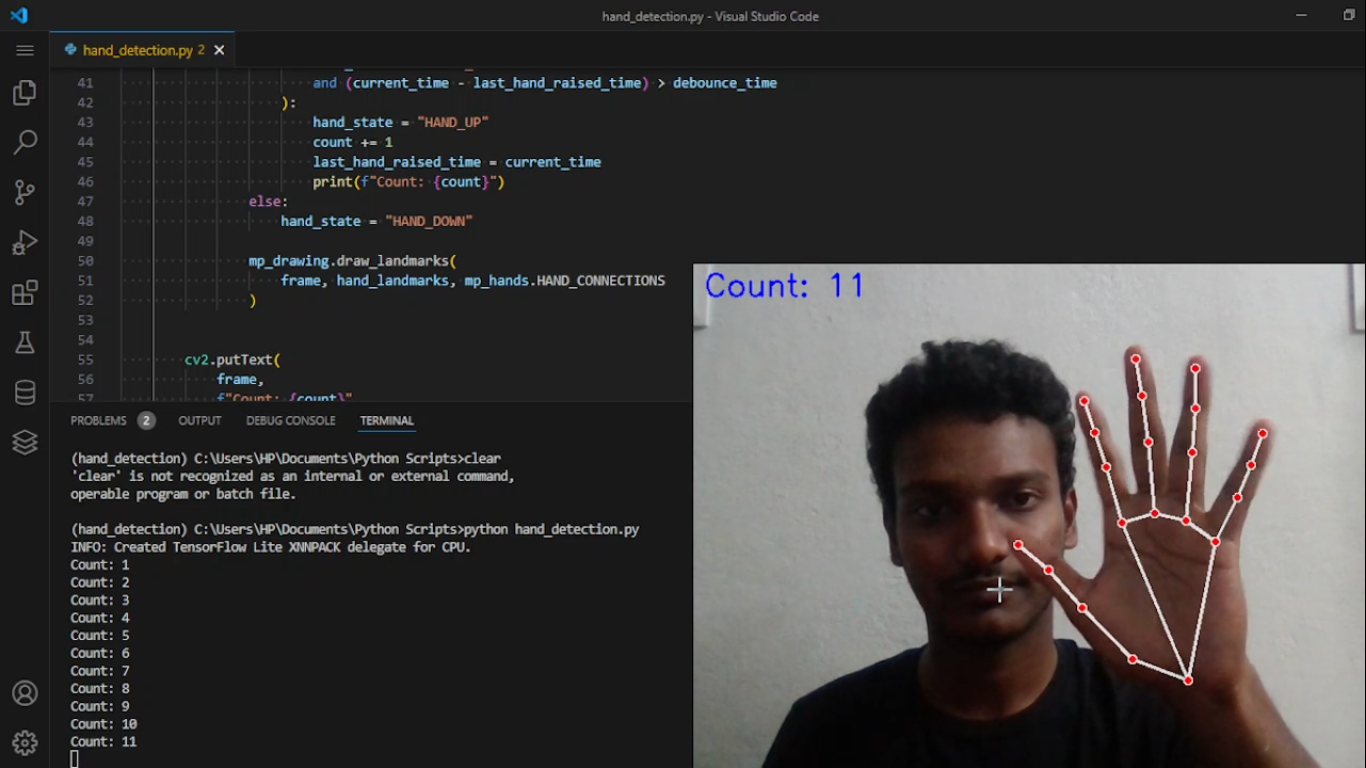 hand_detection.py - Visual Studio Code
hand_detection.py 2
41 and (current_time - last_hand_raised_time) > debounce_time
42 ):
43 hand_state = "HAND_UP"
44 count += 1
45 last_hand_raised_time = current_time
46 print(f"Count: {count}")
47 else:
48 hand_state = "HAND_DOWN"
49
50 mp_drawing.draw_landmarks(
51 frame, hand_landmarks, mp_hands.HAND_CONNECTIONS
52 )
53
54
55 cv2.putText(
56 frame,
57 f"Count: {count}"
PROBLEMS 2 OUTPUT DEBUG CONSOLE TERMINAL
(hand_detection) C:\Users\HP\Documents\Python Scripts>clear
'clear' is not recognized as an internal or external command,
operable program or batch file.
(hand_detection) C:\Users\HP\Documents\Python Scripts>python hand_detection.py
INFO: Created TensorFlow Lite XNNPACK delegate for CPU.
Count: 1
Count: 2
Count: 3
Count: 4
Count: 5
Count: 6
Count: 7
Count: 8
Count: 9
Count: 10
Count: 11
Count: 11